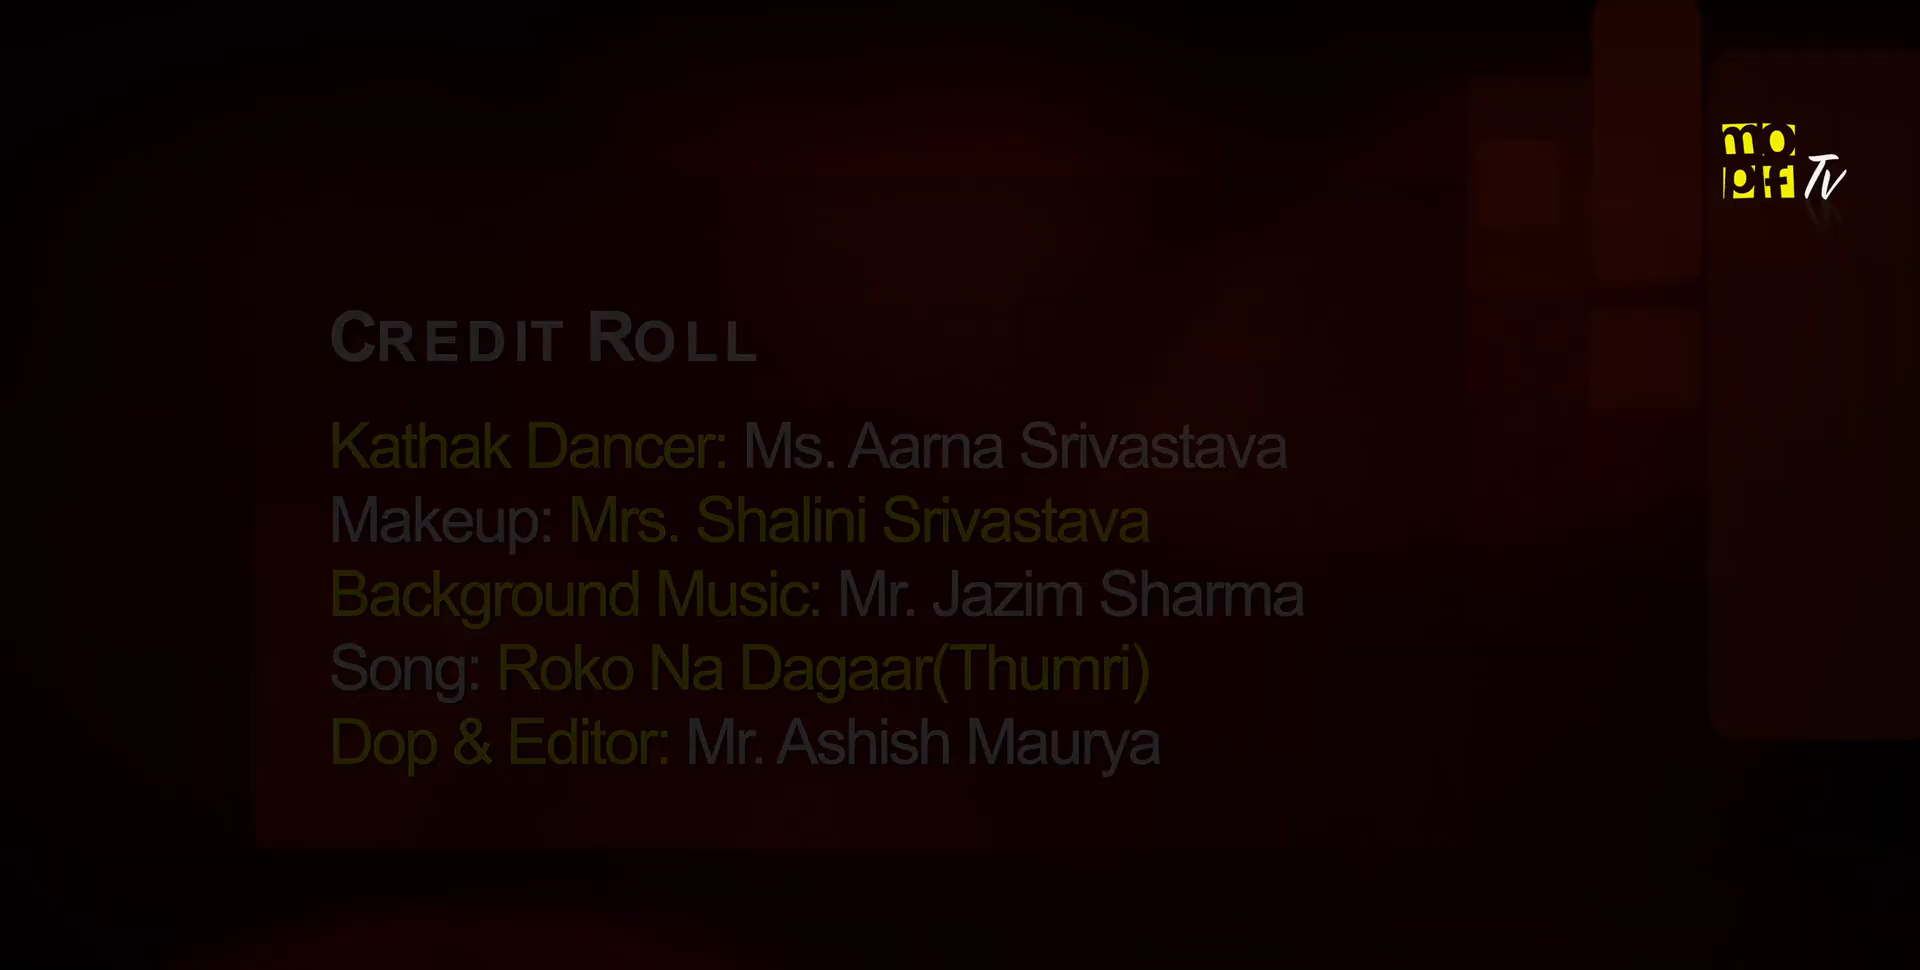 mo
pf Tv
CREDIT ROLL
Kathak Dancer: Ms. Aarna Srivastava
Makeup: Mrs. Shalini Srivastava
Background Music: Mr. Jazim Sharma
Song: Roko Na Dagaar(Thumri)
Dop & Editor: Mr. Ashish Maurya